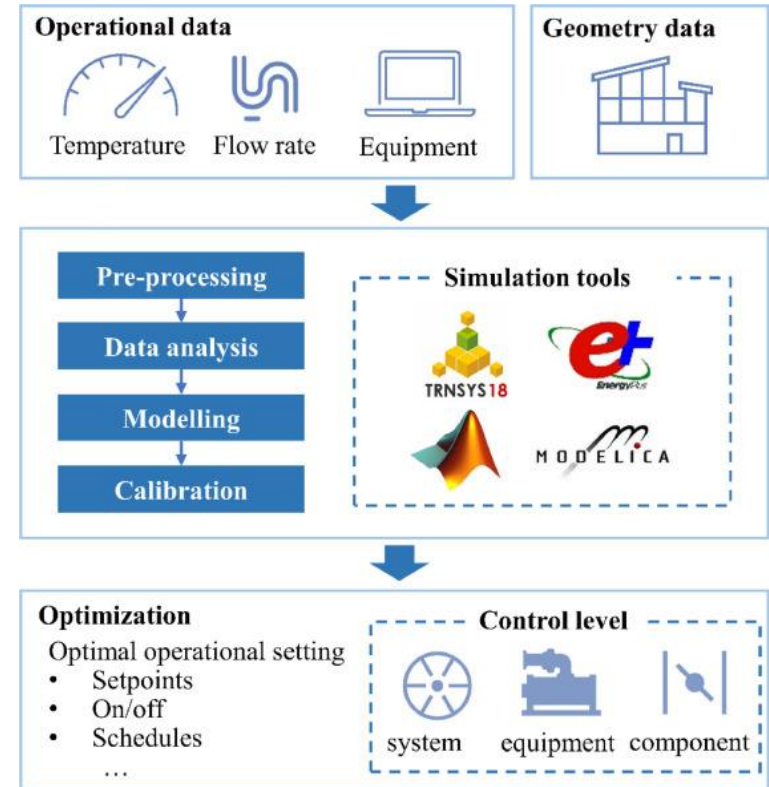 Operational data
Temperature
Flow rate
Equipment
Geometry data
Pre-processing
Data analysis
Modelling
Calibration
Simulation tools
TRNSYS18
e+
EnergyPlus
MODELICA
Optimization
Optimal operational setting
• Setpoints
• On/off
• Schedules
…
Control level
system
equipment
component